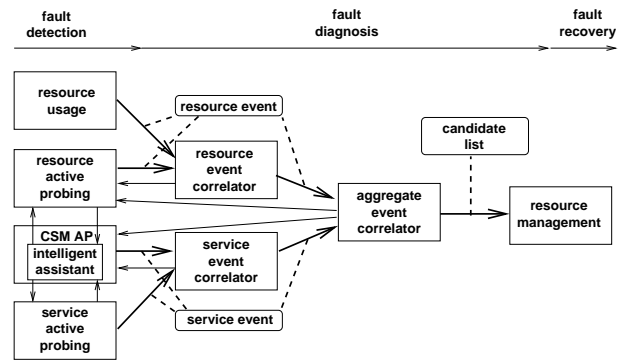 fault
detection
fault
diagnosis
fault
recovery
resource
usage
resource event
candidate
list
resource
active
probing
resource
event
correlator
aggregate
event
correlator
resource
management
CSM AP
intelligent
assistant
service
event
correlator
service
active
probing
service event